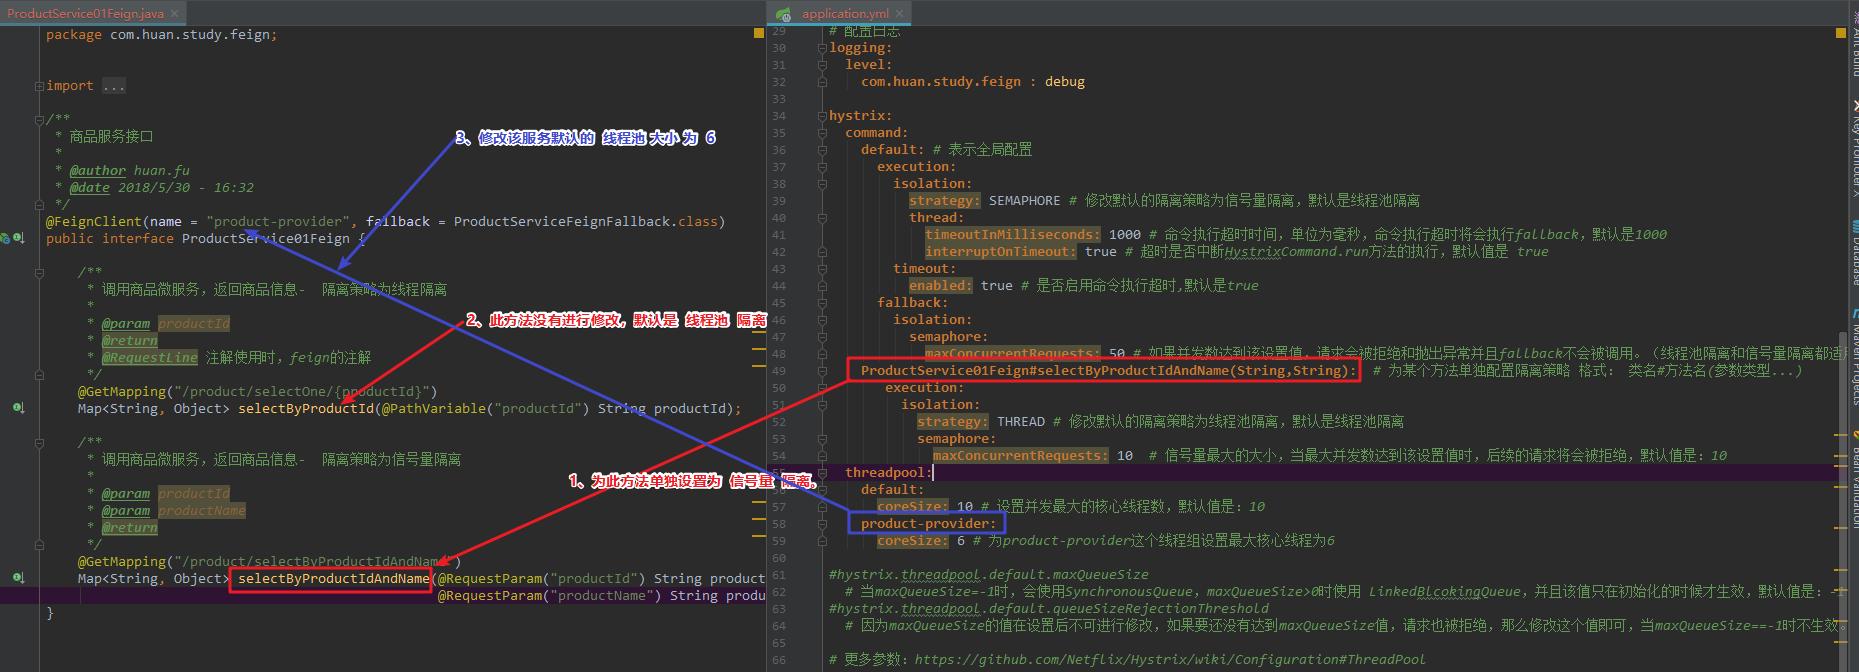 ProductService01Feign.java
package com.huan.study.feign;
import ...
/**
* 商品服务接口
*
* @author huan.fu
* @date 2018/5/30 - 16:32
*/
@FeignClient(name = "product-provider", fallback = ProductServiceFeignFallback.class)
public interface ProductService01Feign {
/**
* 调用商品微服务，返回商品信息- 隔离策略为线程隔离
*
* @param productId
* @return
* @RequestLine 注解使用时，feign的注解
*/
@GetMapping("/product/selectOne/{productId}")
Map<String, Object> selectByProductId(@PathVariable("productId") String productId);
/**
* 调用商品微服务，返回商品信息- 隔离策略为信号量隔离
*
* @param productId
* @param productName
* @return
*/
@GetMapping("/product/selectByProductIdAndNam")
Map<String, Object> selectByProductIdAndName(@RequestParam("productId") String product
@RequestParam("productName") String produ
}
3、修改该服务默认的 线程池 大小 为 6
2、此方法没有进行修改，默认是 线程池 隔离
1、为此方法单独设置为 信号量 隔离。
application.yml
29 # 配置日志
30 logging:
31 level:
32 com.huan.study.feign : debug
33
34 hystrix:
35 command:
36 default: # 表示全局配置
37 execution:
38 isolation:
39 strategy: SEMAPHORE # 修改默认的隔离策略为信号量隔离，默认是线程池隔离
40 thread:
41 timeoutInMilliseconds: 1000 # 命令执行超时时间，单位为毫秒，命令执行超时将会执行fallback，默认是1000
42 interruptOnTimeout: true # 超时是否中断HystrixCommand.run方法的执行，默认值是 true
43 timeout:
44 enabled: true # 是否启用命令执行超时,默认是true
45 fallback:
46 isolation:
47 semaphore:
48 maxConcurrentRequests: 50 # 如果并发数达到该设置值，请求会被拒绝和抛出异常并且fallback不会被调用。（线程池隔离和信号量隔离都适用
49 ProductService01Feign#selectByProductIdAndName(String,String): # 为某个方法单独配置隔离策略 格式： 类名#方法名(参数类型...)
50 execution:
51 isolation:
52 strategy: THREAD # 修改默认的隔离策略为线程池隔离，默认是线程池隔离
53 semaphore:
54 maxConcurrentRequests: 10 # 信号量最大的大小，当最大并发数达到该设置值时，后续的请求将会被拒绝，默认值是：10
55 threadpool:
56 default:
57 coreSize: 10 # 设置并发最大的核心线程数，默认值是：10
58 product-provider:
59 coreSize: 6 # 为product-provider这个线程组设置最大核心线程为6
60
61 #hystrix.threadpool.default.maxQueueSize
62 # 当maxQueueSize=-1时，会使用SynchronousQueue，maxQueueSize>0时使用 LinkedBlcokingQueue，并且该值只在初始化的时候才生效，默认值是：-1
63 #hystrix.threadpool.default.queueSizeRejectionThreshold
64 # 因为maxQueueSize的值在设置后不可进行修改，如果要还没有达到maxQueueSize值，请求也被拒绝，那么修改这个值即可，当maxQueueSize==-1时不生效。
65
66 # 更多参数：https://github.com/Netflix/Hystrix/wiki/Configuration#ThreadPool
Ant Build
Key Promoter X
Database
Maven Projects
Bean Validation